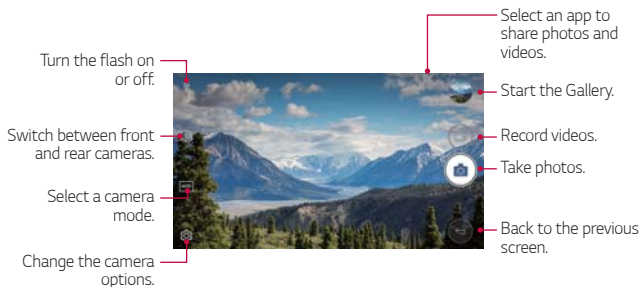 Turn the flash on
or off.
Switch between front
and rear cameras.
Select a camera
mode.
Change the camera
options.
Select an app to
share photos and
videos.
Start the Gallery.
Record videos.
Take photos.
Back to the previous
screen.